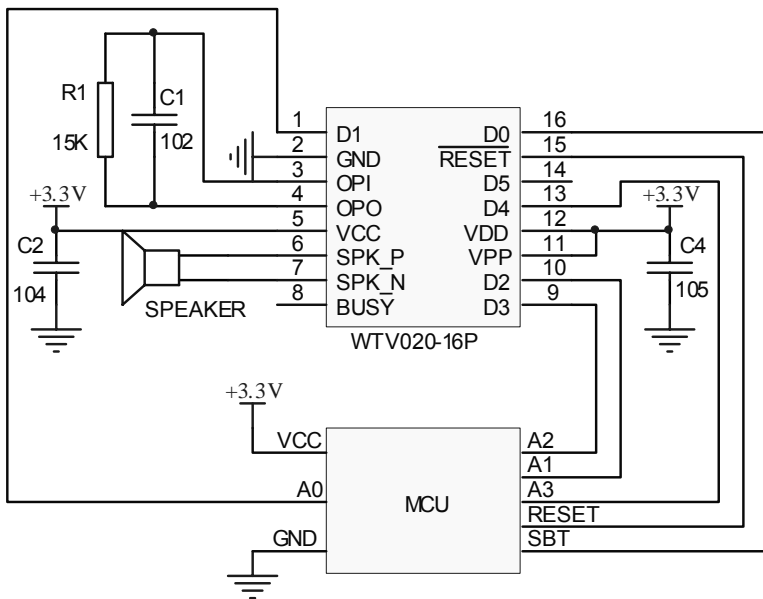 R1
15K
C1
102
1
2
3
4
5
6
7
8
D1
GND
OPI
OPO
VCC
SPK_P
SPK_N
BUSY
D0
RESET
D5
D4
VDD
VPP
D2
D3
16
15
14
13
12
11
10
9
+3.3V
C2
104
SPEAKER
+3.3V
C4
105
WTV020-16P
+3.3V
VCC
A0
GND
MCU
A2
A1
A3
RESET
SBT